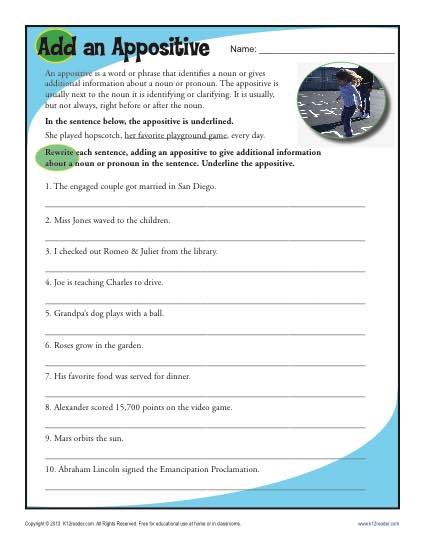 Add an Appositive
Name:
An appositive is a word or phrase that identifies a noun or gives
additional information about a noun or pronoun. The appositive is
usually next to the noun it is identifying or clarifying. It is usually,
but not always, right before or after the noun.
In the sentence below, the appositive is underlined.
She played hopscotch, her favorite playground game, every day.
Rewrite each sentence, adding an appositive to give additional information
about a noun or pronoun in the sentence. Underline the appositive.
1. The engaged couple got married in San Diego.
2. Miss Jones waved to the children.
3. I checked out Romeo & Juliet from the library.
4. Joe is teaching Charles to drive.
5. Grandpa's dog plays with a ball.
6. Roses grow in the garden.
7. His favorite food was served for dinner.
8. Alexander scored 15,700 points on the video game.
9. Mars orbits the sun.
10. Abraham Lincoln signed the Emancipation Proclamation.
Copyright © 2013 K12reader.com. All Rights Reserved. Free for educational use at home or in classrooms.
www.k12reader.com